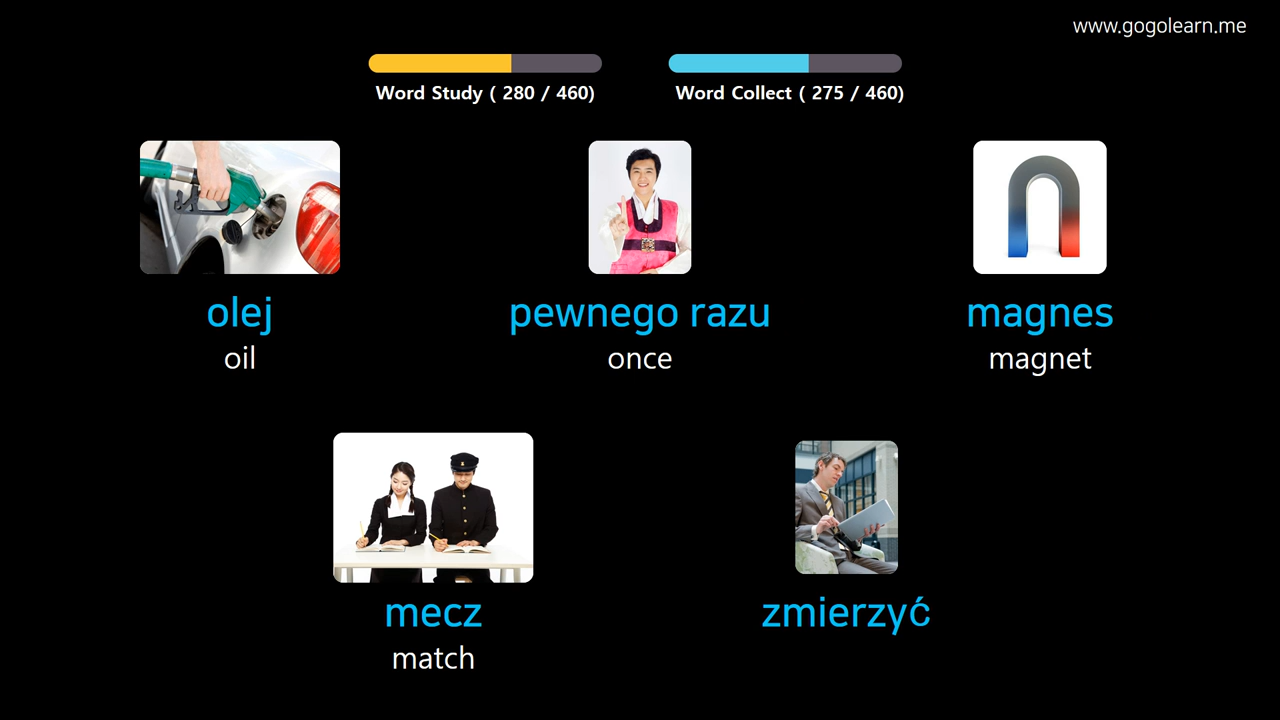 www.gogolearn.me
Word Study ( 280 / 460)
Word Collect ( 275 / 460)
olej
pewnego razu
magnes
oil
once
magnet
mecz
zmierzyć
match